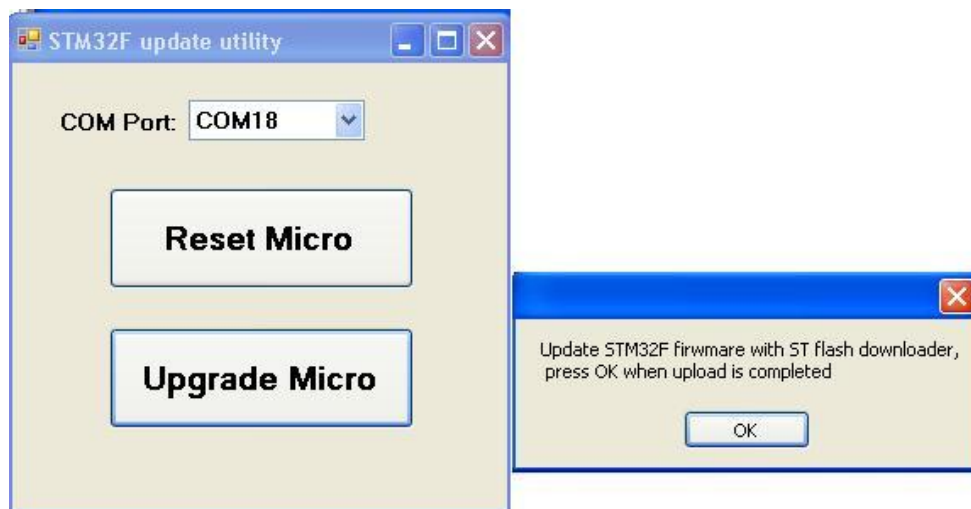 STM32F update utility
COM Port: COM18
Reset Micro
Upgrade Micro
Update STM32F firwmare with ST flash downloader,
press OK when upload is completed
OK